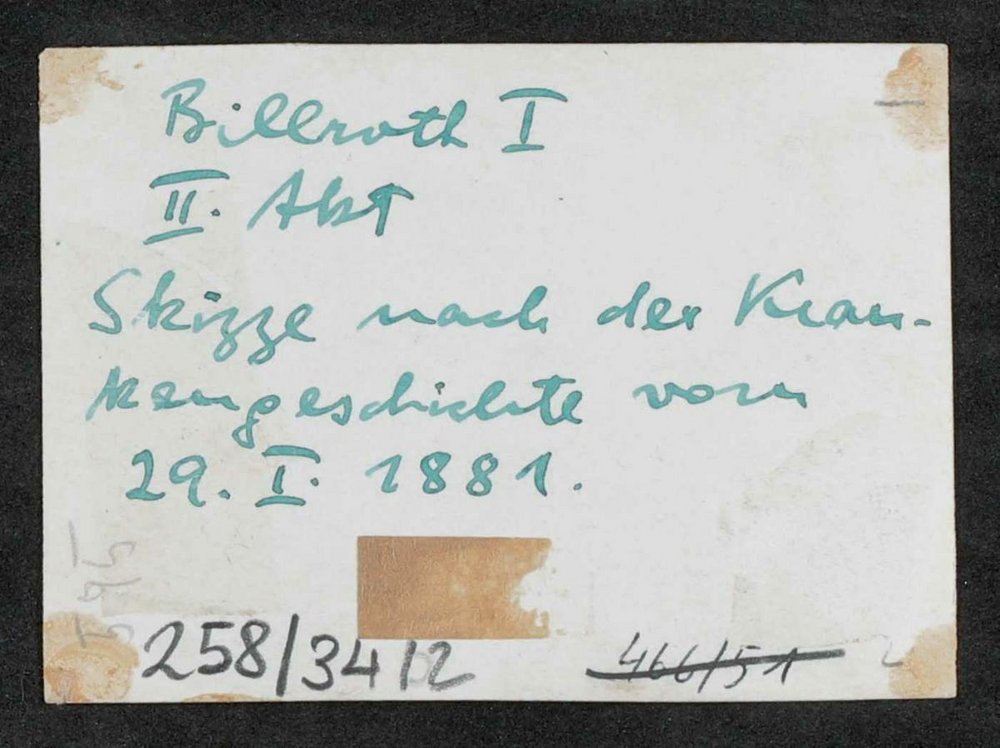 Billroth I
II. Abt
Skizze nach der Kran-
kengeschichte vom
29. I. 1881.
258/34/2
466/51